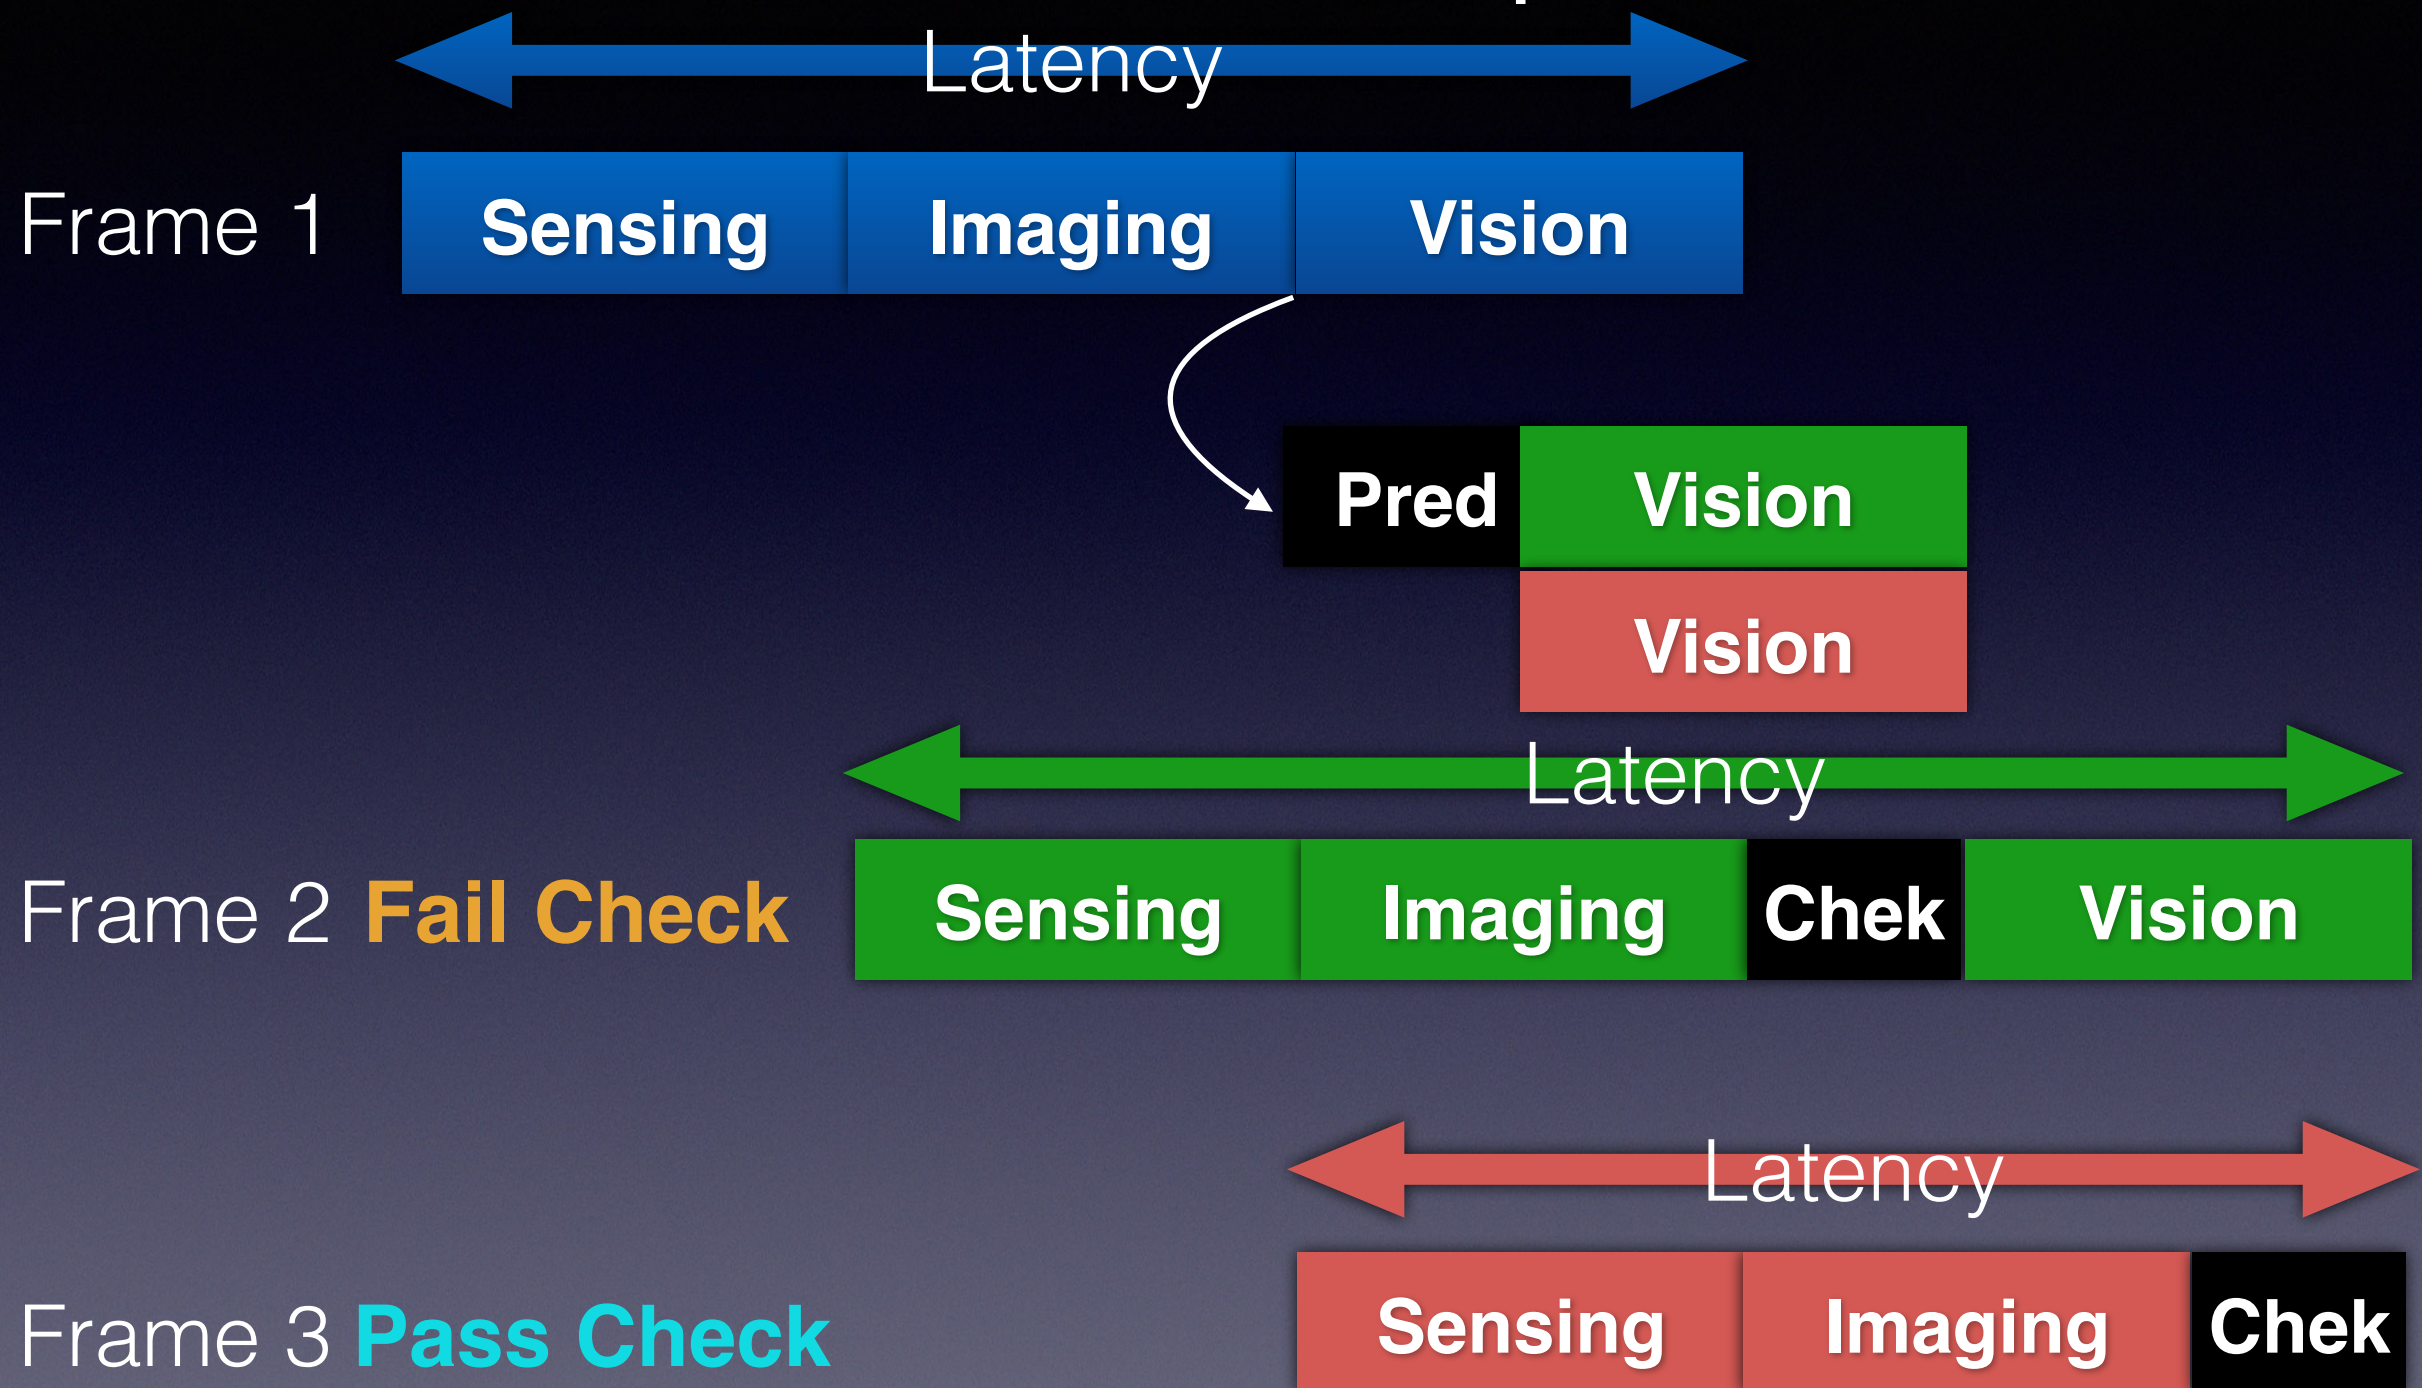 Latency
Frame 1 Sensing Imaging Vision
Pred Vision
Vision
Latency
Frame 2 Fail Check Sensing Imaging Chek Vision
Latency
Frame 3 Pass Check Sensing Imaging Chek